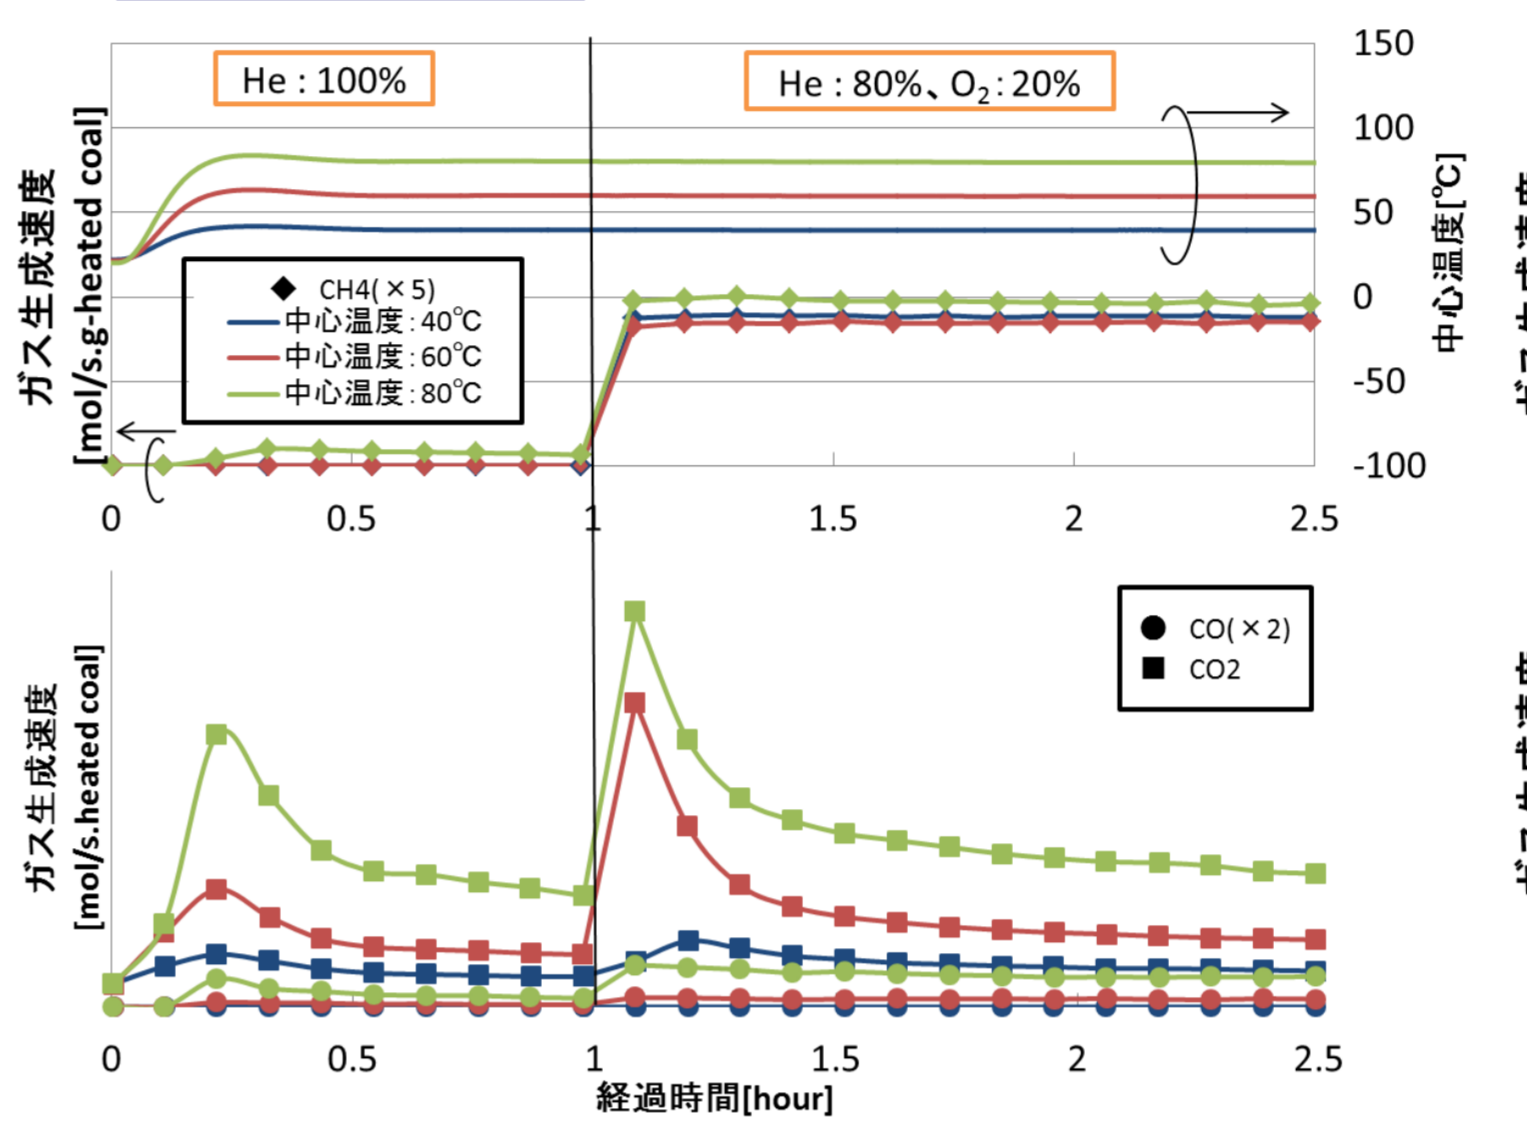 He : 100%
He : 80%、O₂ : 20%
ガス生成速度
[mol/s.g-heated coal]
150
100
50
0
-50
-100
中心温度[℃]
CH4(×5)
中心温度:40℃
中心温度:60℃
中心温度:80℃
0
0.5
1
1.5
2
2.5
ガス生成速度
[mol/s.heated coal]
CO(×2)
CO2
0
0.5
1
1.5
2
2.5
経過時間[hour]